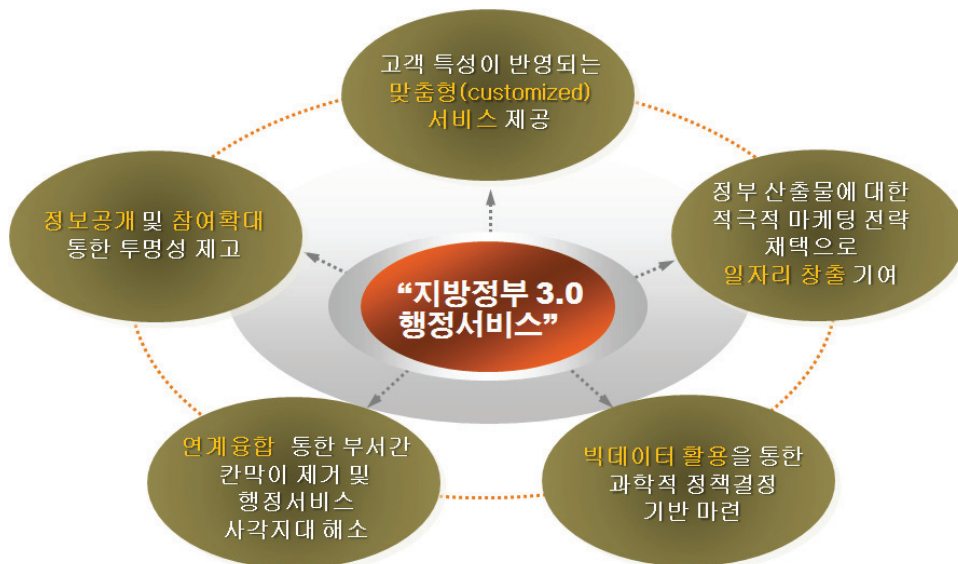 고객 특성이 반영되는
맞춤형(customized)
서비스 제공
정보공개 및 참여확대
통한 투명성 제고
정부 산출물에 대한
적극적 마케팅 전략
채택으로
일자리 창출 기여
“지방정부 3.0
행정서비스”
연계융합 통한 부서간
칸막이 제거 및
행정서비스
사각지대 해소
빅데이터 활용을 통한
과학적 정책결정
기반 마련